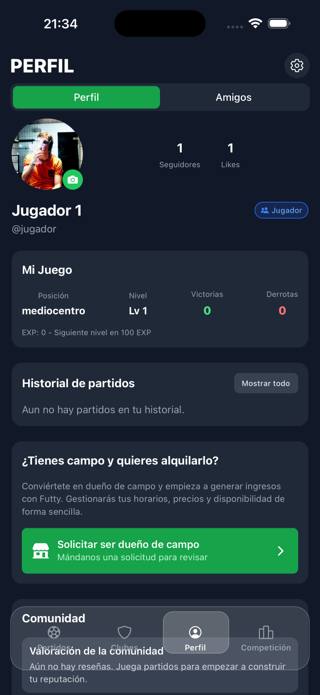 21:34
PERFIL
Perfil
Amigos
1
1
Seguidores
Likes
Jugador 1
Jugador
@jugador
Mi Juego
Posición
Nivel
Victorias
Derrotas
mediocentro
Lv 1
0
0
EXP: 0 - Siguiente nivel en 100 EXP
Historial de partidos
Mostrar todo
Aun no hay partidos en tu historial.
¿Tienes campo y quieres alquilarlo?
Conviértete en dueño de campo y empieza a generar ingresos
con Futty. Gestionarás tus horarios, precios y disponibilidad de
forma sencilla.
Solicitar ser dueño de campo
Mándanos una solicitud para revisar
Comunidad
Partidos
Clubes
Perfil
Competición
Valoración de la comunidad
Aún no hay reseñas. Juega partidos para empezar a construir
tu reputación.